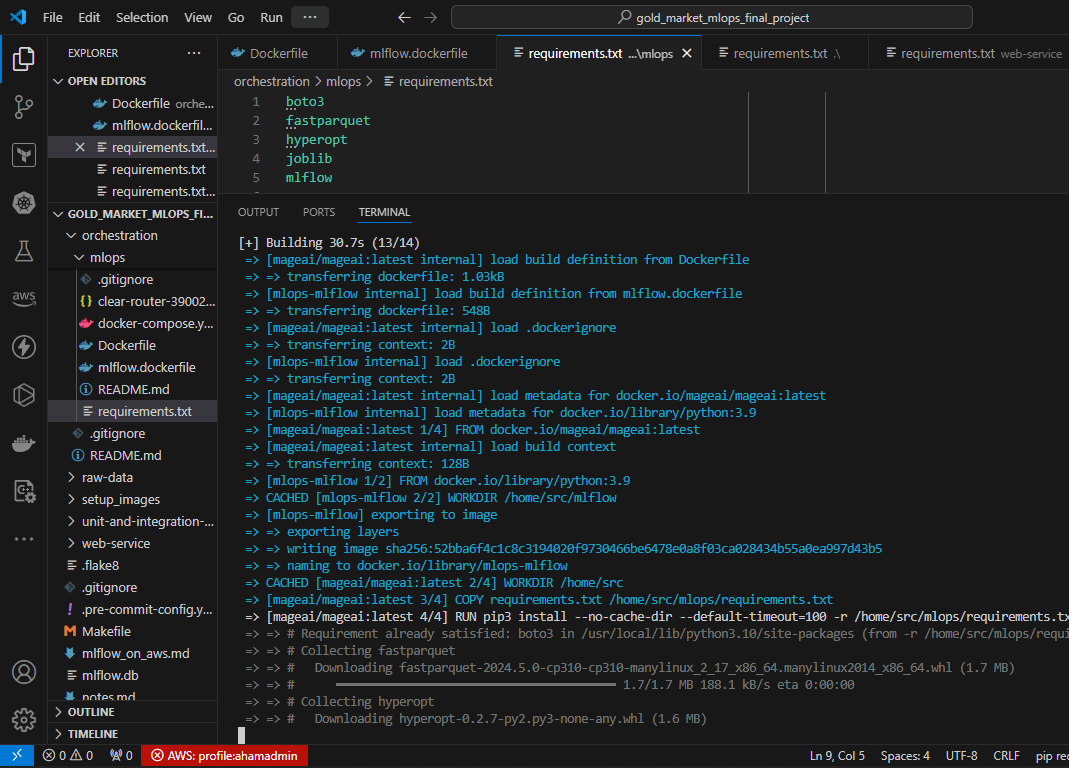 File Edit Selection View Go Run ···
gold_market_mlops_final_project
EXPLORER
OPEN EDITORS
Dockerfile orche...
mlflow.dockerfil...
requirements.txt...
requirements.txt
requirements.txt...
GOLD_MARKET_MLOPS_FI...
orchestration
mlops
.gitignore
clear-router-39002...
docker-compose.y...
Dockerfile
mlflow.dockerfile
README.md
requirements.txt
.gitignore
README.md
raw-data
setup_images
unit-and-integration-...
web-service
.flake8
.gitignore
.pre-commit-config.y...
Makefile
mlflow_on_aws.md
mlflow.db
notes.md
OUTLINE
TIMELINE
aws
Dockerfile mlflow.dockerfile requirements.txt ...\mlops requirements.txt .\ requirements.txt web-service
orchestration > mlops > requirements.txt
1 boto3
2 fastparquet
3 hyperopt
4 joblib
5 mlflow
OUTPUT PORTS TERMINAL
[+] Building 30.7s (13/14)
=> [mageai/mageai:latest internal] load build definition from Dockerfile
=> => transferring dockerfile: 1.03kB
=> [mlops-mlflow internal] load build definition from mlflow.dockerfile
=> => transferring dockerfile: 548B
=> [mageai/mageai:latest internal] load .dockerignore
=> => transferring context: 2B
=> [mlops-mlflow internal] load .dockerignore
=> => transferring context: 2B
=> [mageai/mageai:latest internal] load metadata for docker.io/mageai/mageai:latest
=> [mlops-mlflow internal] load metadata for docker.io/library/python:3.9
=> [mageai/mageai:latest 1/4] FROM docker.io/mageai/mageai:latest
=> [mageai/mageai:latest internal] load build context
=> => transferring context: 128B
=> [mlops-mlflow 1/2] FROM docker.io/library/python:3.9
=> CACHED [mlops-mlflow 2/2] WORKDIR /home/src/mlflow
=> [mlops-mlflow] exporting to image
=> => exporting layers
=> => writing image sha256:52bba6f4c1c8c3194020f9730466be6478e0a8f03ca028434b55a0ea997d43b5
=> => naming to docker.io/library/mlops-mlflow
=> CACHED [mageai/mageai:latest 2/4] WORKDIR /home/src
=> [mageai/mageai:latest 3/4] COPY requirements.txt /home/src/mlops/requirements.txt
=> [mageai/mageai:latest 4/4] RUN pip3 install --no-cache-dir --default-timeout=100 -r /home/src/mlops/requirements.tx
=> => # Requirement already satisfied: boto3 in /usr/local/lib/python3.10/site-packages (from -r /home/src/mlops/requi
=> => # Collecting fastparquet
=> => # Downloading fastparquet-2024.5.0-cp310-cp310-manylinux_2_17_x86_64.manylinux2014_x86_64.whl (1.7 MB)
=> => # 1.7/1.7 MB 188.1 kB/s eta 0:00:00
=> => # Collecting hyperopt
=> => # Downloading hyperopt-0.2.7-py2.py3-none-any.whl (1.6 MB)
0 0 0 AWS: profile:ahamadmin Ln 9, Col 5 Spaces: 4 UTF-8 CRLF pip rec